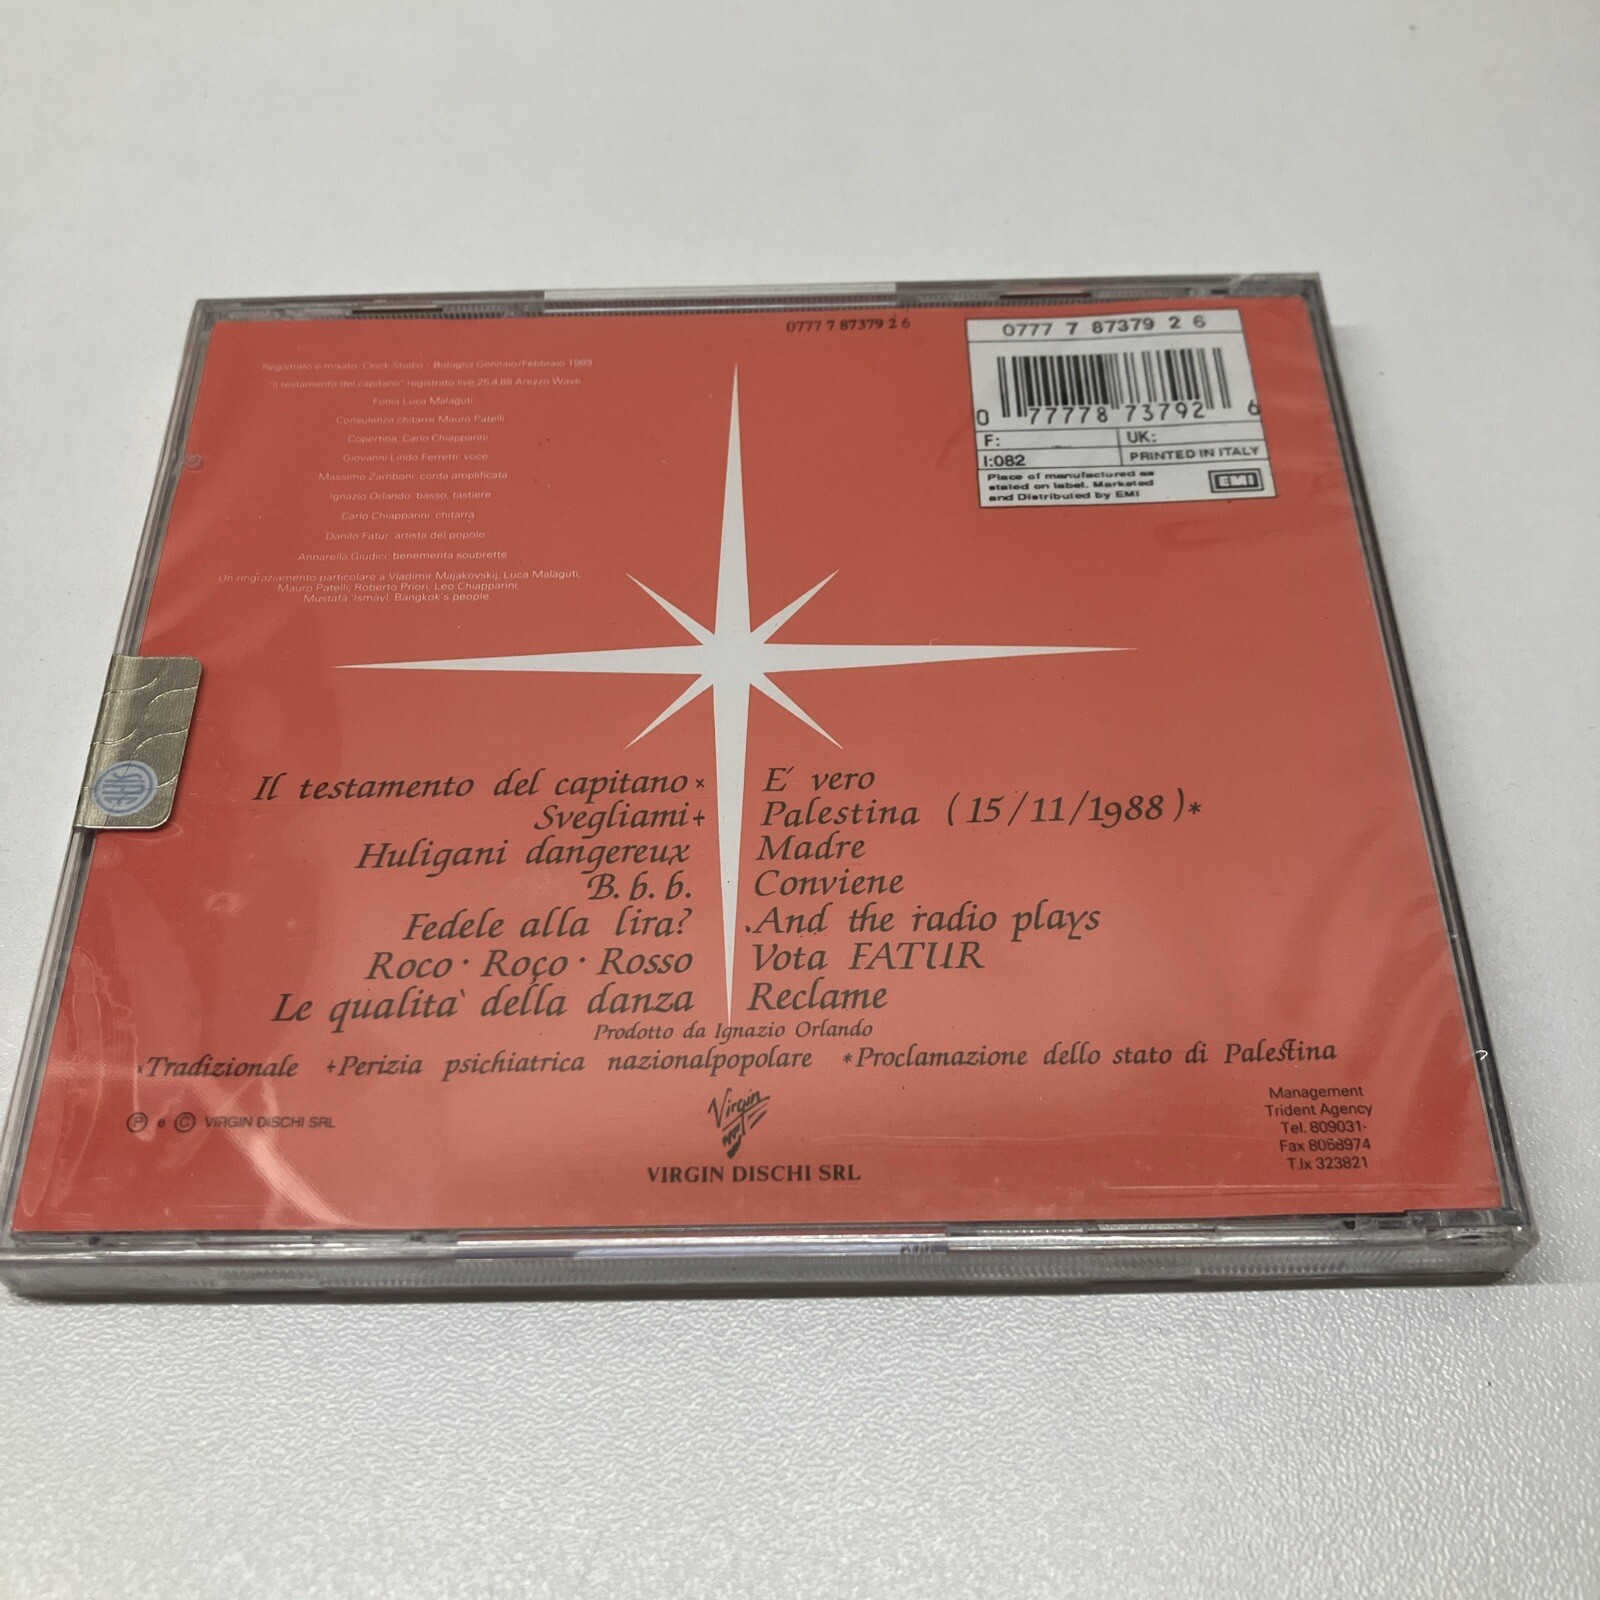 0777 7 87379 2 6
0777 7 87379 2 6
0 77778 73792 6
F:
UK:
I:082
PRINTED IN ITALY
Place of manufactured as
stated on label. Marketed
and Distributed by EMI
EMI
Registrato e mixato: Clock Studio - Bologna Gennaio/Febbraio 1989
"Il testamento del capitano" registrato live 25.4.88 Arezzo Wave
Fonia Luca Malaguti
Consulenza chitarre Mauro Patelli
Copertina: Carlo Chiapparini
Giovanni Lindo Ferretti: voce
Massimo Zamboni: corda amplificata
Ignazio Orlando: basso, tastiere
Carlo Chiapparini: chitarra
Danilo Fatur: artista del popolo
Annarella Giudici: benemerita soubrette
Un ringraziamento particolare a Vladimir Majakovskij, Luca Malaguti,
Mauro Patelli, Roberto Priori, Leo Chiapparini,
Mustafà 'Ismayl, Bangkok's people.
Il testamento del capitano×
Svegliami+
Huligani dangereux
B.b.b.
Fedele alla lira?
Roco · Roço · Rosso
Le qualita' della danza
E' vero
Palestina (15/11/1988)*
Madre
Conviene
And the radio plays
Vota FATUR
Reclame
Prodotto da Ignazio Orlando
×Tradizionale +Perizia psichiatrica nazionalpopolare *Proclamazione dello stato di Palestina
Ⓟ e Ⓒ VIRGIN DISCHI SRL
Virgin
VIRGIN DISCHI SRL
Management
Trident Agency
Tel. 809031-
Fax 8058974
T.lx 323821